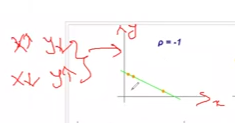 x↑ y↓
x↓ y↑
y
ρ = -1
x